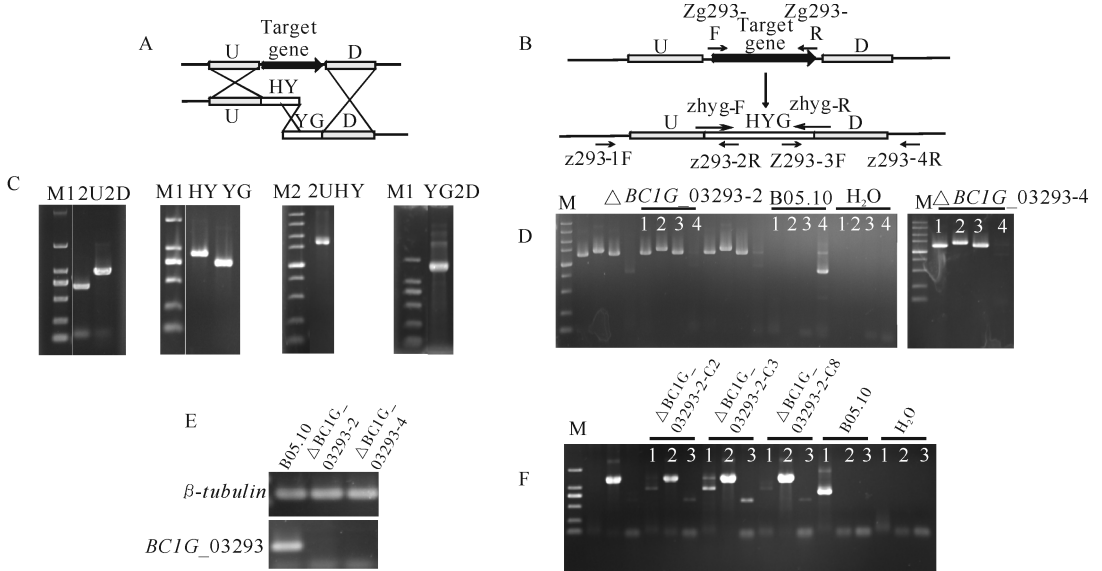 A
Target
gene
U
D
HY
U
YG
D
B
Zg293-
F
Target
gene
Zg293-
R
U
D
zhyg-F
zhyg-R
U
HYG
D
z293-1F
z293-2R
Z293-3F
z293-4R
C
M1 2U2D
M1 HY YG
M2 2UHY
M1 YG2D
D
M
△BC1G_03293-2
B05.10
H₂O
1 2 3 4
1 2 3 4
1 2 3 4
M
△BC1G_03293-4
1 2 3 4
E
B05.10
△BC1G_
03293-2
△BC1G_
03293-4
β-tubulin
BC1G_03293
F
M
△BC1G_
03293-2-C2
△BC1G_
03293-2-C3
△BC1G_
03293-2-C8
B05.10
H₂O
1 2 3
1 2 3
1 2 3
1 2 3
1 2 3